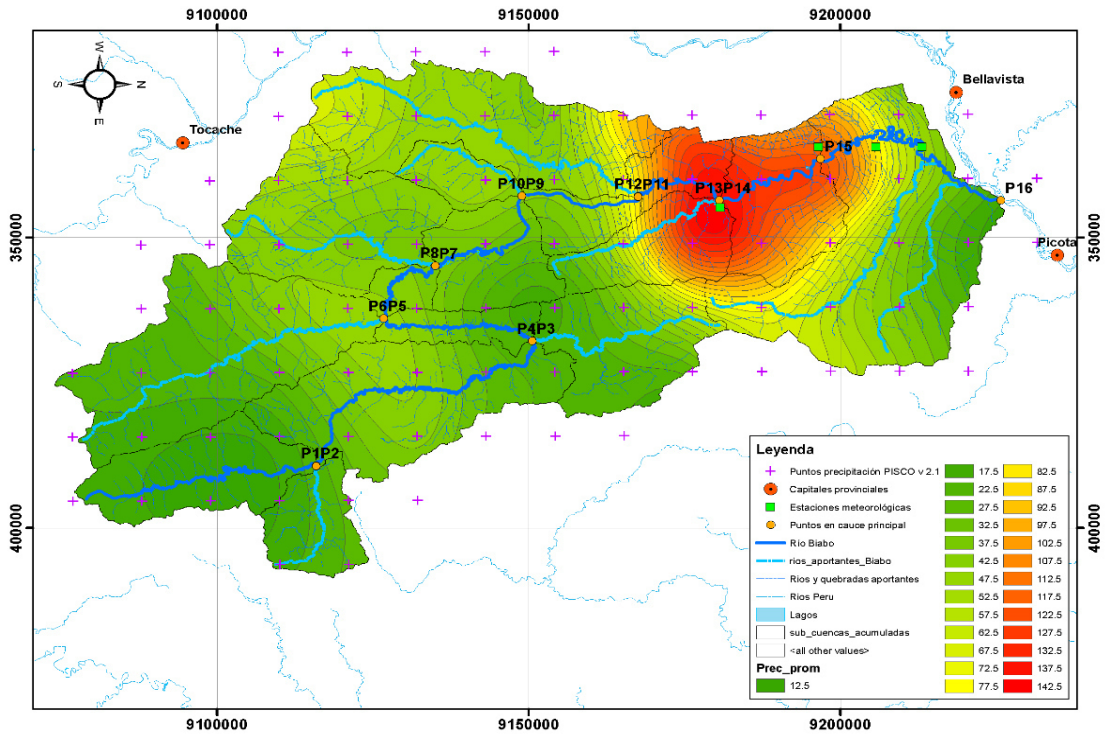 9100000
9150000
9200000
W
S
N
E
Bellavista
Tocache
P15
P10P9
P12P11
P13P14
P16
350000
350000
Picota
P8P7
P6P5
P4P3
P1P2
400000
400000
Leyenda
Puntos precipitación PISCO v 2.1
Capitales provinciales
Estaciones meteorológicas
Puntos en cauce principal
Río Biabo
rios_aportantes_Biabo
Ríos y quebradas aportantes
Rios Peru
Lagos
sub_cuencas_acumuladas
<all other values>
Prec_prom
12.5
17.5
22.5
27.5
32.5
37.5
42.5
47.5
52.5
57.5
62.5
67.5
72.5
77.5
82.5
87.5
92.5
97.5
102.5
107.5
112.5
117.5
122.5
127.5
132.5
137.5
142.5
9100000
9150000
9200000